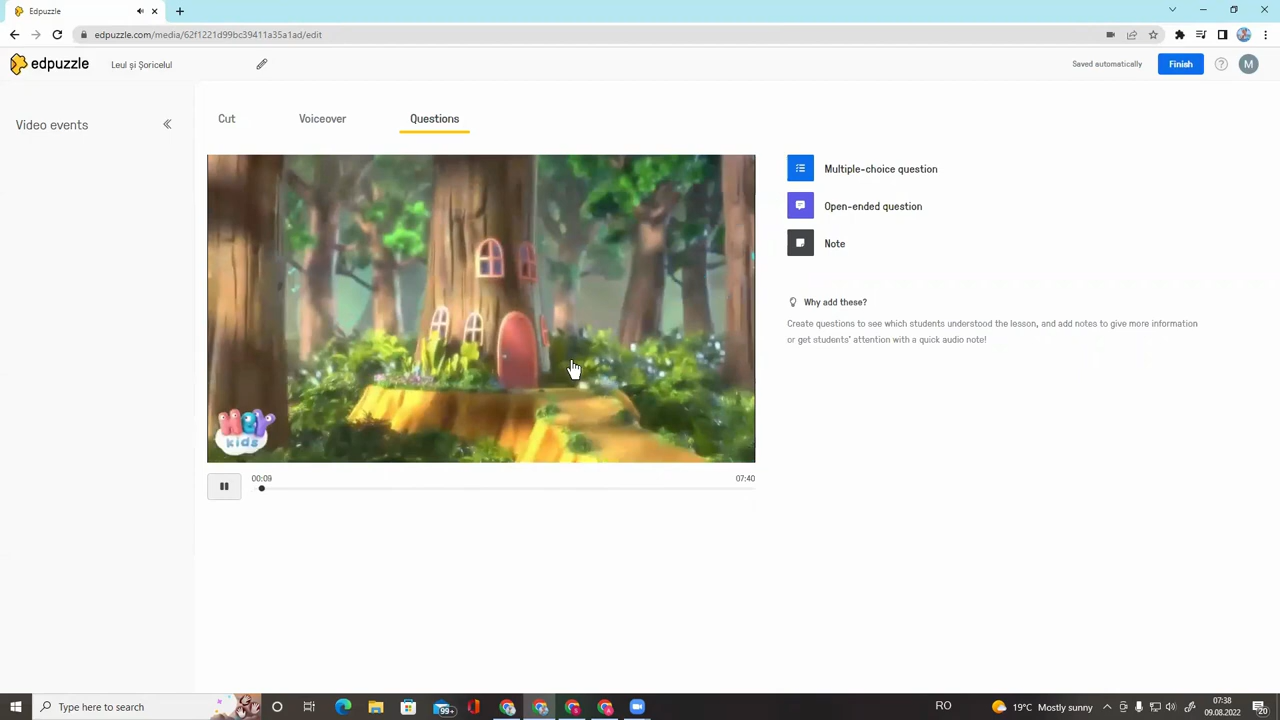 Edpuzzle
edpuzzle.com/media/62f1221d99bc39411a35a1ad/edit
edpuzzle
Leul și Șoricelul
Saved automatically
Finish
M
Video events
Cut
Voiceover
Questions
Multiple-choice question
Open-ended question
Note
Why add these?
Create questions to see which students understood the lesson, and add notes to give more information
or get students' attention with a quick audio note!
HeY
kids
00:09
07:40
Type here to search
99+
RO
19°C Mostly sunny
07:38
09.08.2022
20